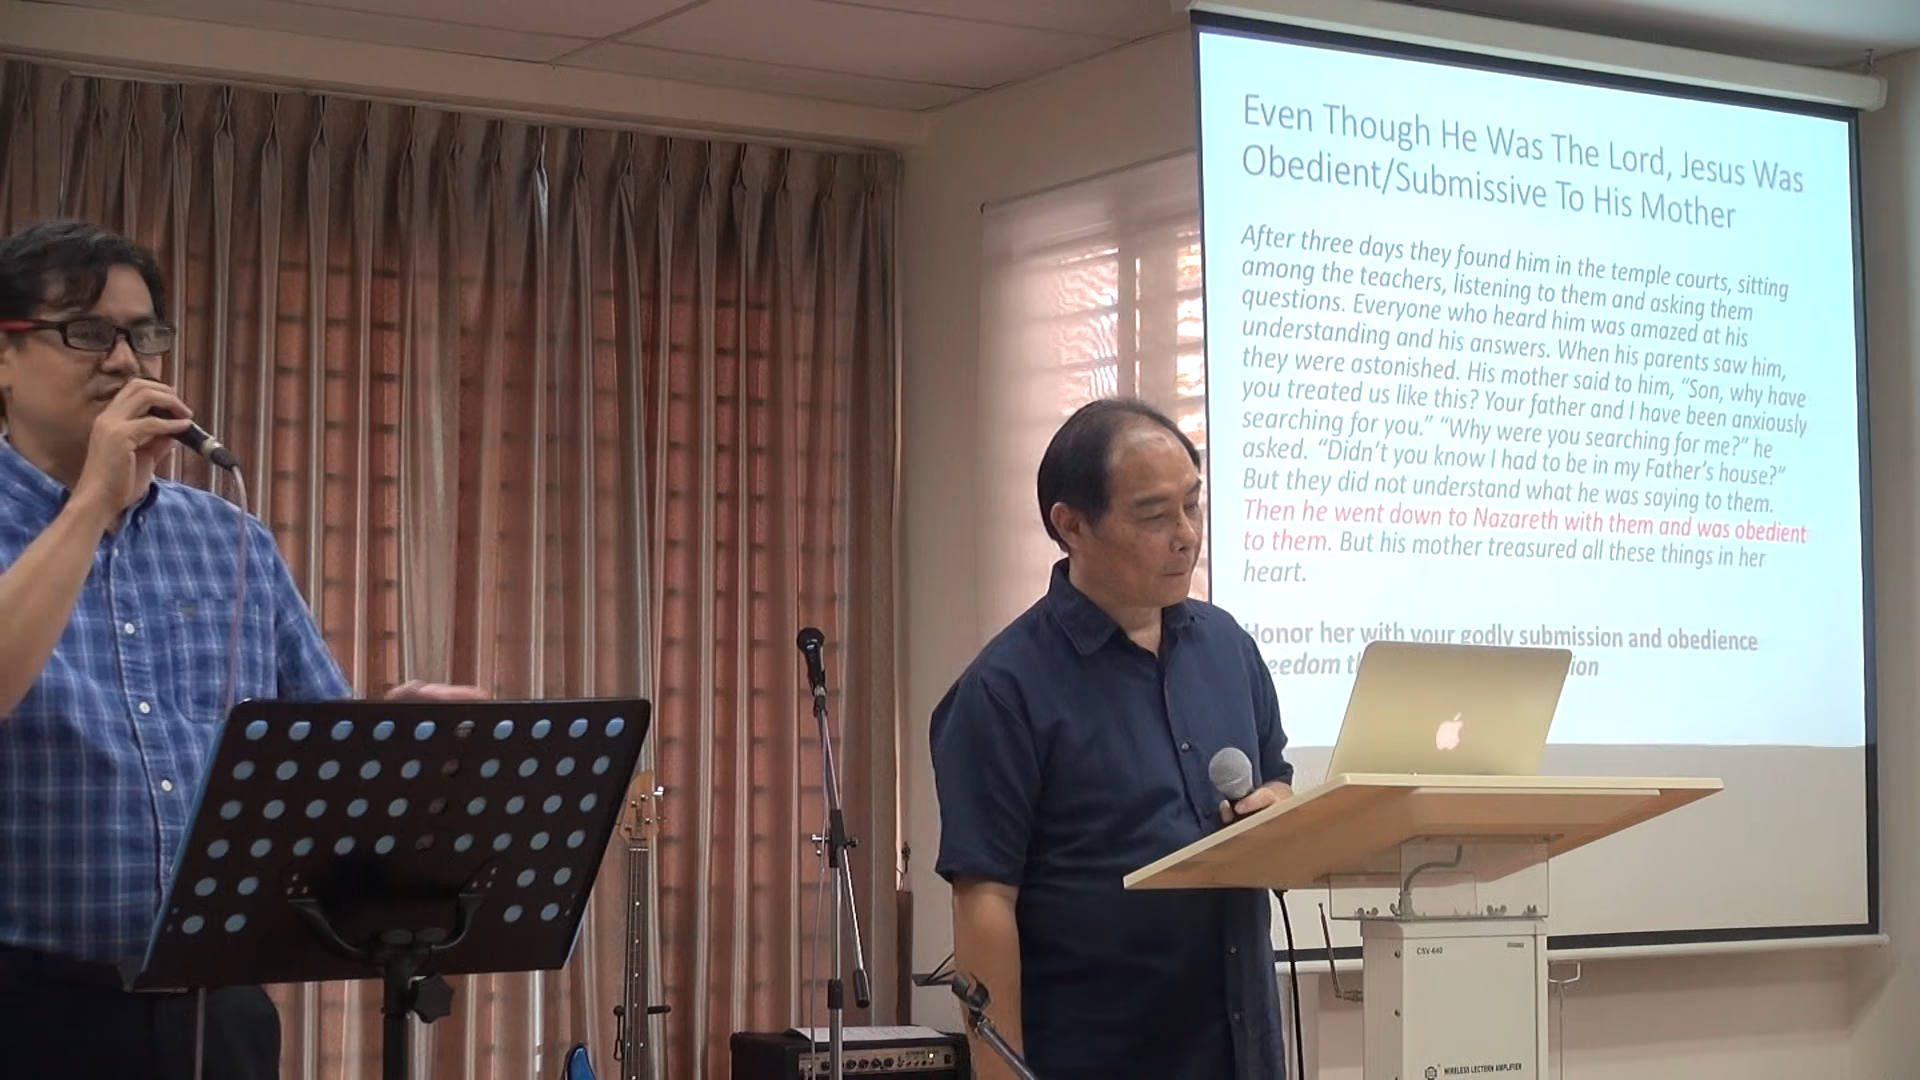 Even Though He Was The Lord, Jesus Was
Obedient/Submissive To His Mother
After three days they found him in the temple courts, sitting
among the teachers, listening to them and asking them
questions. Everyone who heard him was amazed at his
understanding and his answers. When his parents saw him,
they were astonished. His mother said to him, “Son, why have
you treated us like this? Your father and I have been anxiously
searching for you.” “Why were you searching for me?” he
asked. “Didn’t you know I had to be in my Father’s house?”
But they did not understand what he was saying to them.
Then he went down to Nazareth with them and was obedient
to them. But his mother treasured all these things in her
heart.
Honor her with your godly submission and obedience
CSV-640
WIRELESS LECTERN AMPLIFIER